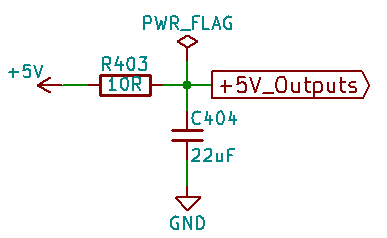 PWR_FLAG
+5V
R403
10R
+5V_Outputs
C404
22uF
GND